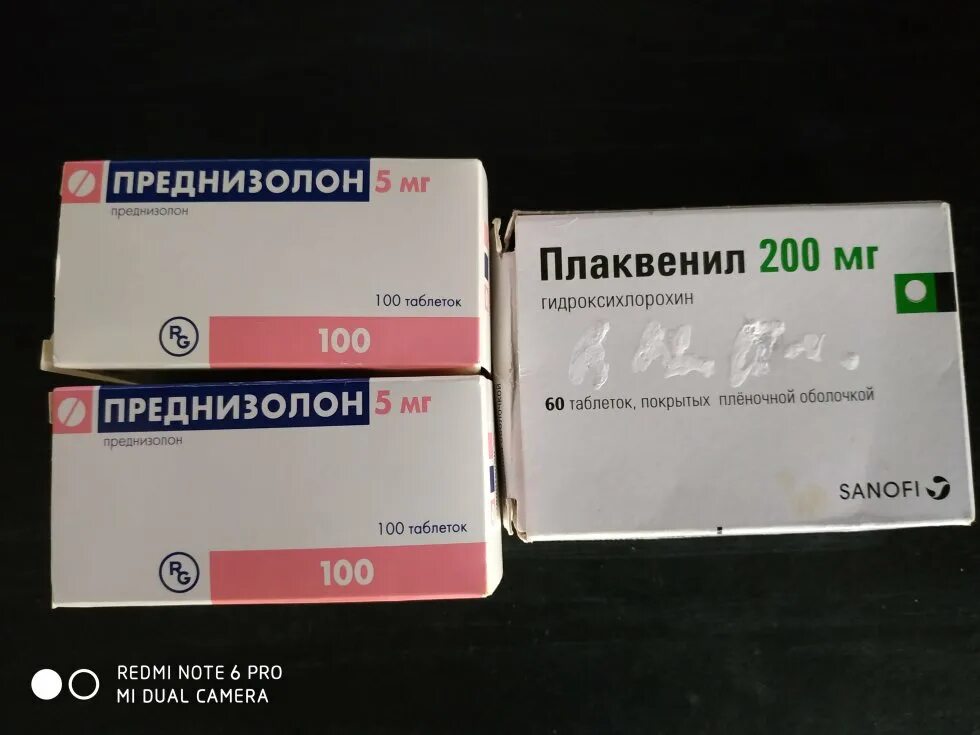 ПРЕДНИЗОЛОН 5 мг
преднизолон
100 таблеток
RG
100
ПРЕДНИЗОЛОН 5 мг
преднизолон
100 таблеток
RG
100
Плаквенил 200 мг
гидроксихлорохин
60 таблеток, покрытых плёночной оболочкой
SANOFI
REDMI NOTE 6 PRO
MI DUAL CAMERA